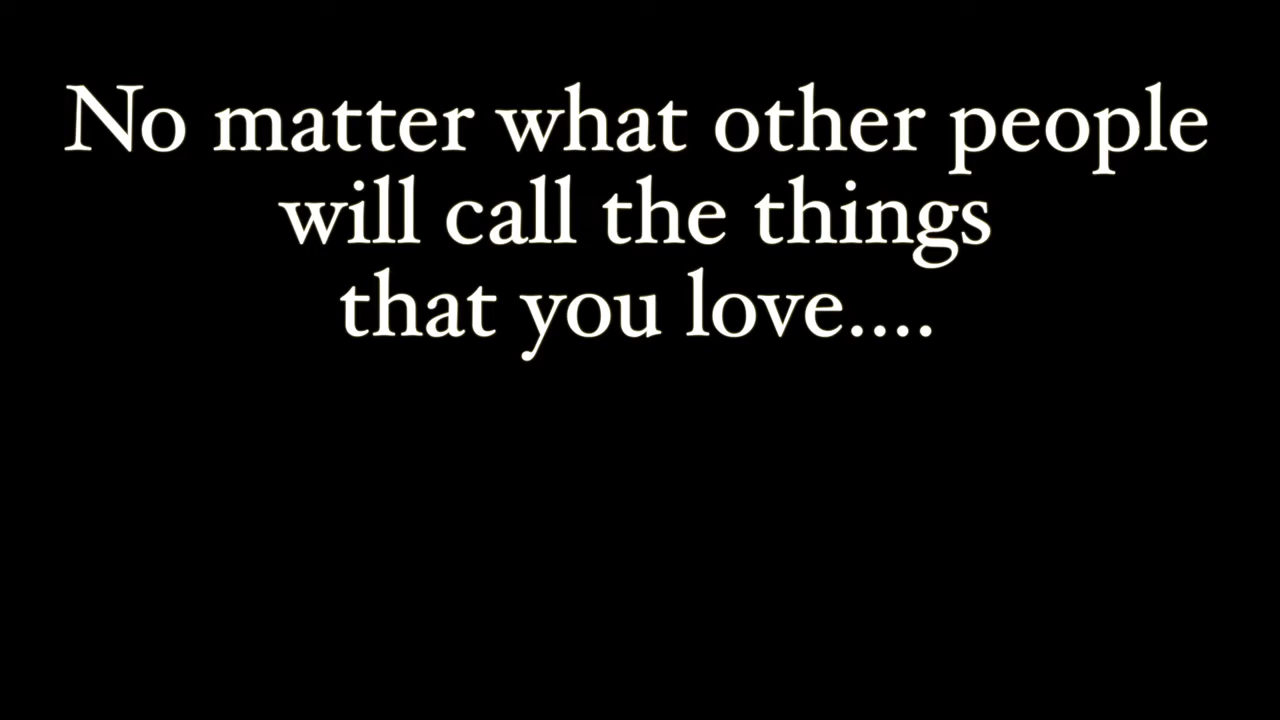 No matter what other people
will call the things
that you love....